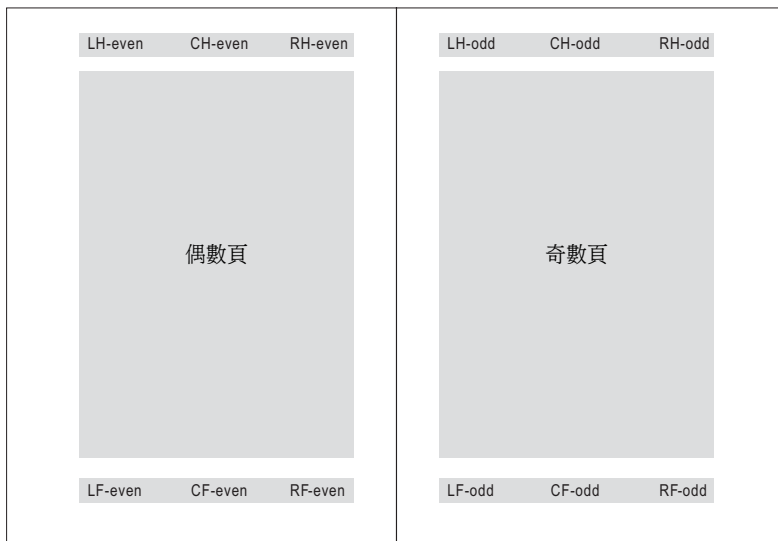 LH-even CH-even RH-even
偶數頁
LF-even CF-even RF-even
LH-odd CH-odd RH-odd
奇數頁
LF-odd CF-odd RF-odd